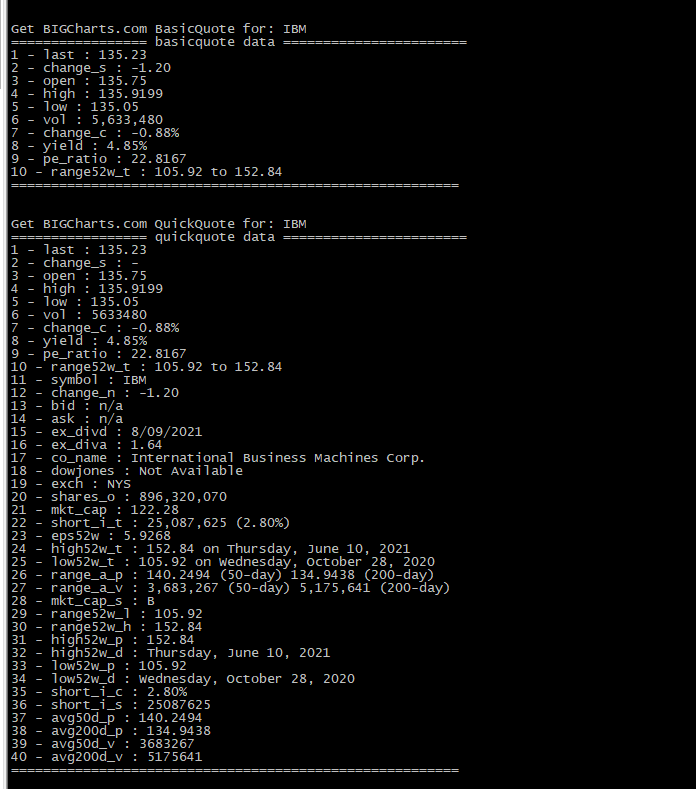 Get BIGCharts.com BasicQuote for: IBM
================= basicquote data =======================
1 - last : 135.23
2 - change_s : -1.20
3 - open : 135.75
4 - high : 135.9199
5 - low : 135.05
6 - vol : 5,633,480
7 - change_c : -0.88%
8 - yield : 4.85%
9 - pe_ratio : 22.8167
10 - range52w_t : 105.92 to 152.84
========================================================
Get BIGCharts.com QuickQuote for: IBM
================= quickquote data =======================
1 - last : 135.23
2 - change_s : -
3 - open : 135.75
4 - high : 135.9199
5 - low : 135.05
6 - vol : 5633480
7 - change_c : -0.88%
8 - yield : 4.85%
9 - pe_ratio : 22.8167
10 - range52w_t : 105.92 to 152.84
11 - symbol : IBM
12 - change_n : -1.20
13 - bid : n/a
14 - ask : n/a
15 - ex_divd : 8/09/2021
16 - ex_diva : 1.64
17 - co_name : International Business Machines Corp.
18 - dowjones : Not Available
19 - exch : NYS
20 - shares_o : 896,320,070
21 - mkt_cap : 122.28
22 - short_i_t : 25,087,625 (2.80%)
23 - eps52w : 5.9268
24 - high52w_t : 152.84 on Thursday, June 10, 2021
25 - low52w_t : 105.92 on Wednesday, October 28, 2020
26 - range_a_p : 140.2494 (50-day) 134.9438 (200-day)
27 - range_a_v : 3,683,267 (50-day) 5,175,641 (200-day)
28 - mkt_cap_s : B
29 - range52w_l : 105.92
30 - range52w_h : 152.84
31 - high52w_p : 152.84
32 - high52w_d : Thursday, June 10, 2021
33 - low52w_p : 105.92
34 - low52w_d : Wednesday, October 28, 2020
35 - short_i_c : 2.80%
36 - short_i_s : 25087625
37 - avg50d_p : 140.2494
38 - avg200d_p : 134.9438
39 - avg50d_v : 3683267
40 - avg200d_v : 5175641
========================================================